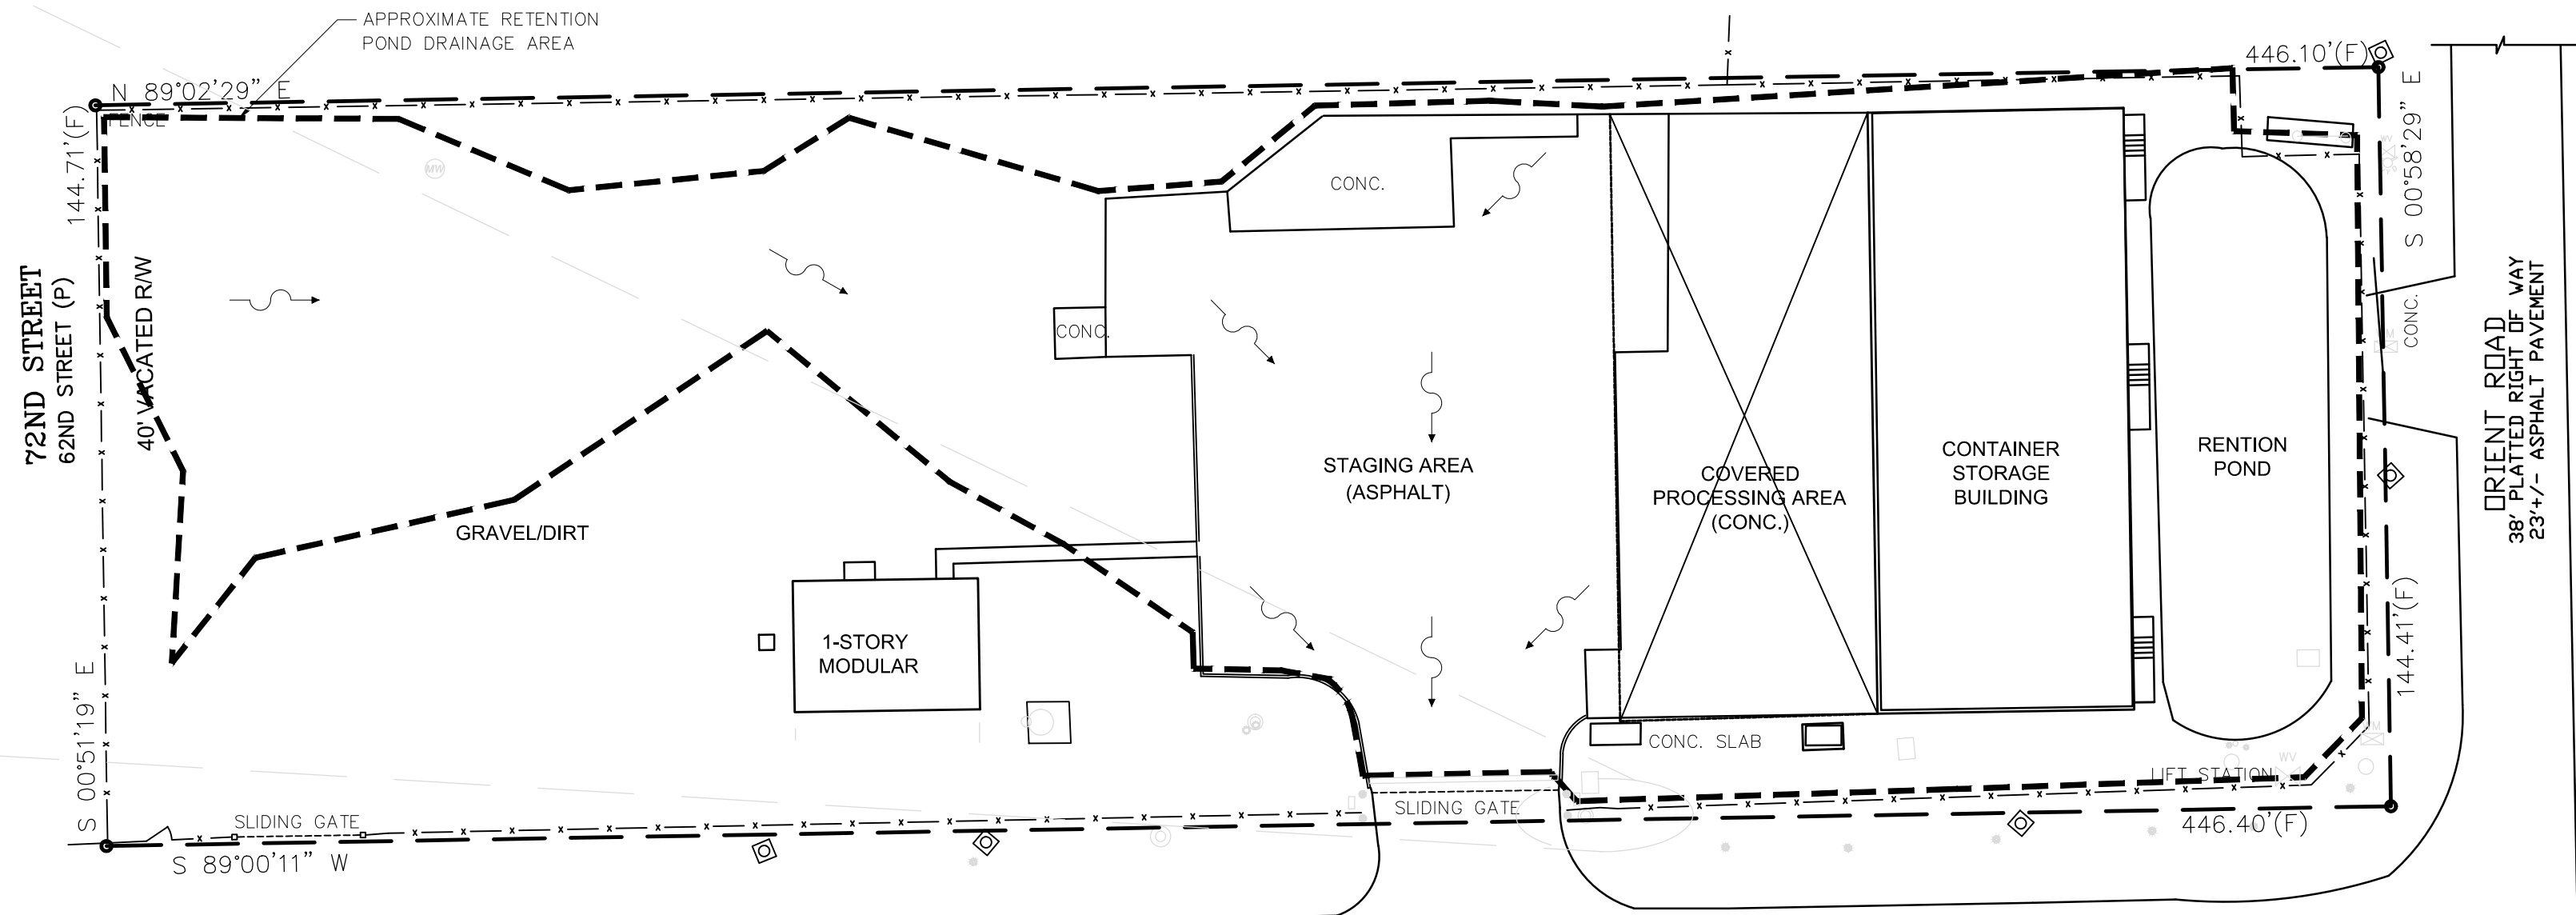 APPROXIMATE RETENTION
POND DRAINAGE AREA
N 89°02'29" E
446.10'(F)
FENCE
144.71'(F)
S 00°58'29" E
MW
WV
CONC.
CONC.
CONC.
72ND STREET
62ND STREET (P)
40' VACATED R/W
STAGING AREA
(ASPHALT)
COVERED
PROCESSING AREA
(CONC.)
CONTAINER
STORAGE
BUILDING
RENTION
POND
ORIENT ROAD
38' PLATTED RIGHT OF WAY
23'+/- ASPHALT PAVEMENT
GRAVEL/DIRT
1-STORY
MODULAR
144.41'(F)
S 00°51'19" E
CONC. SLAB
WV
LIFT STATION
SLIDING GATE
SLIDING GATE
446.40'(F)
S 89°00'11" W